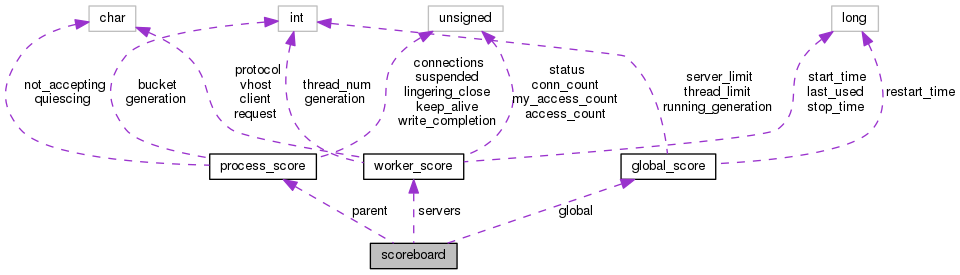 char
int
unsigned
long
not_accepting
quiescing
bucket
generation
protocol
vhost
client
request
thread_num
generation
connections
suspended
lingering_close
keep_alive
write_completion
status
conn_count
my_access_count
access_count
server_limit
thread_limit
running_generation
start_time
last_used
stop_time
restart_time
process_score
worker_score
global_score
parent
servers
global
scoreboard